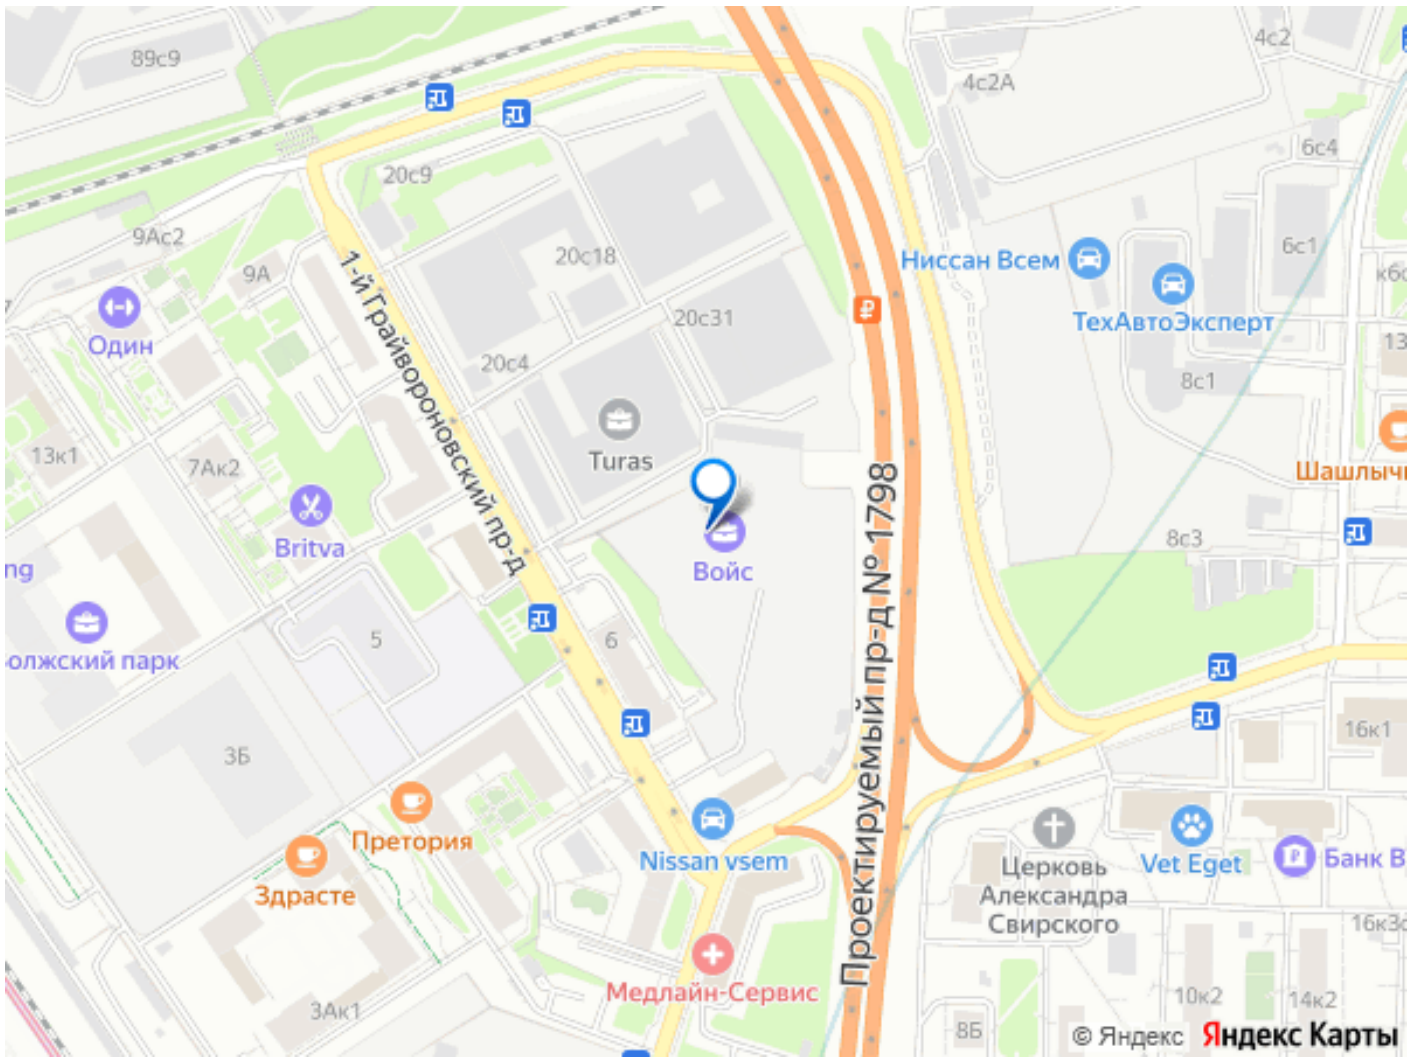 89с9
4с2
4с2А
6с4
20с9
9Ас2
9А
20с18
6с1
Ниссан Всем
к6с
1-й Грайвороновский пр-д
20с31
ТехАвтоЭксперт
Один
13
20с4
8с1
13к1
7Ак2
Turas
Шашлычн
Britva
Войс
8с3
ng
Проектируемый пр-д № 1798
5
6
олжский парк
3Б
16к1
Претория
Nissan vsem
Церковь
Александра
Свирского
Vet Eget
Банк В
Здрасте
16к3с
Медлайн-Сервис
3Ак1
10к2
14к2
8Б
© Яндекс Яндекс Карты